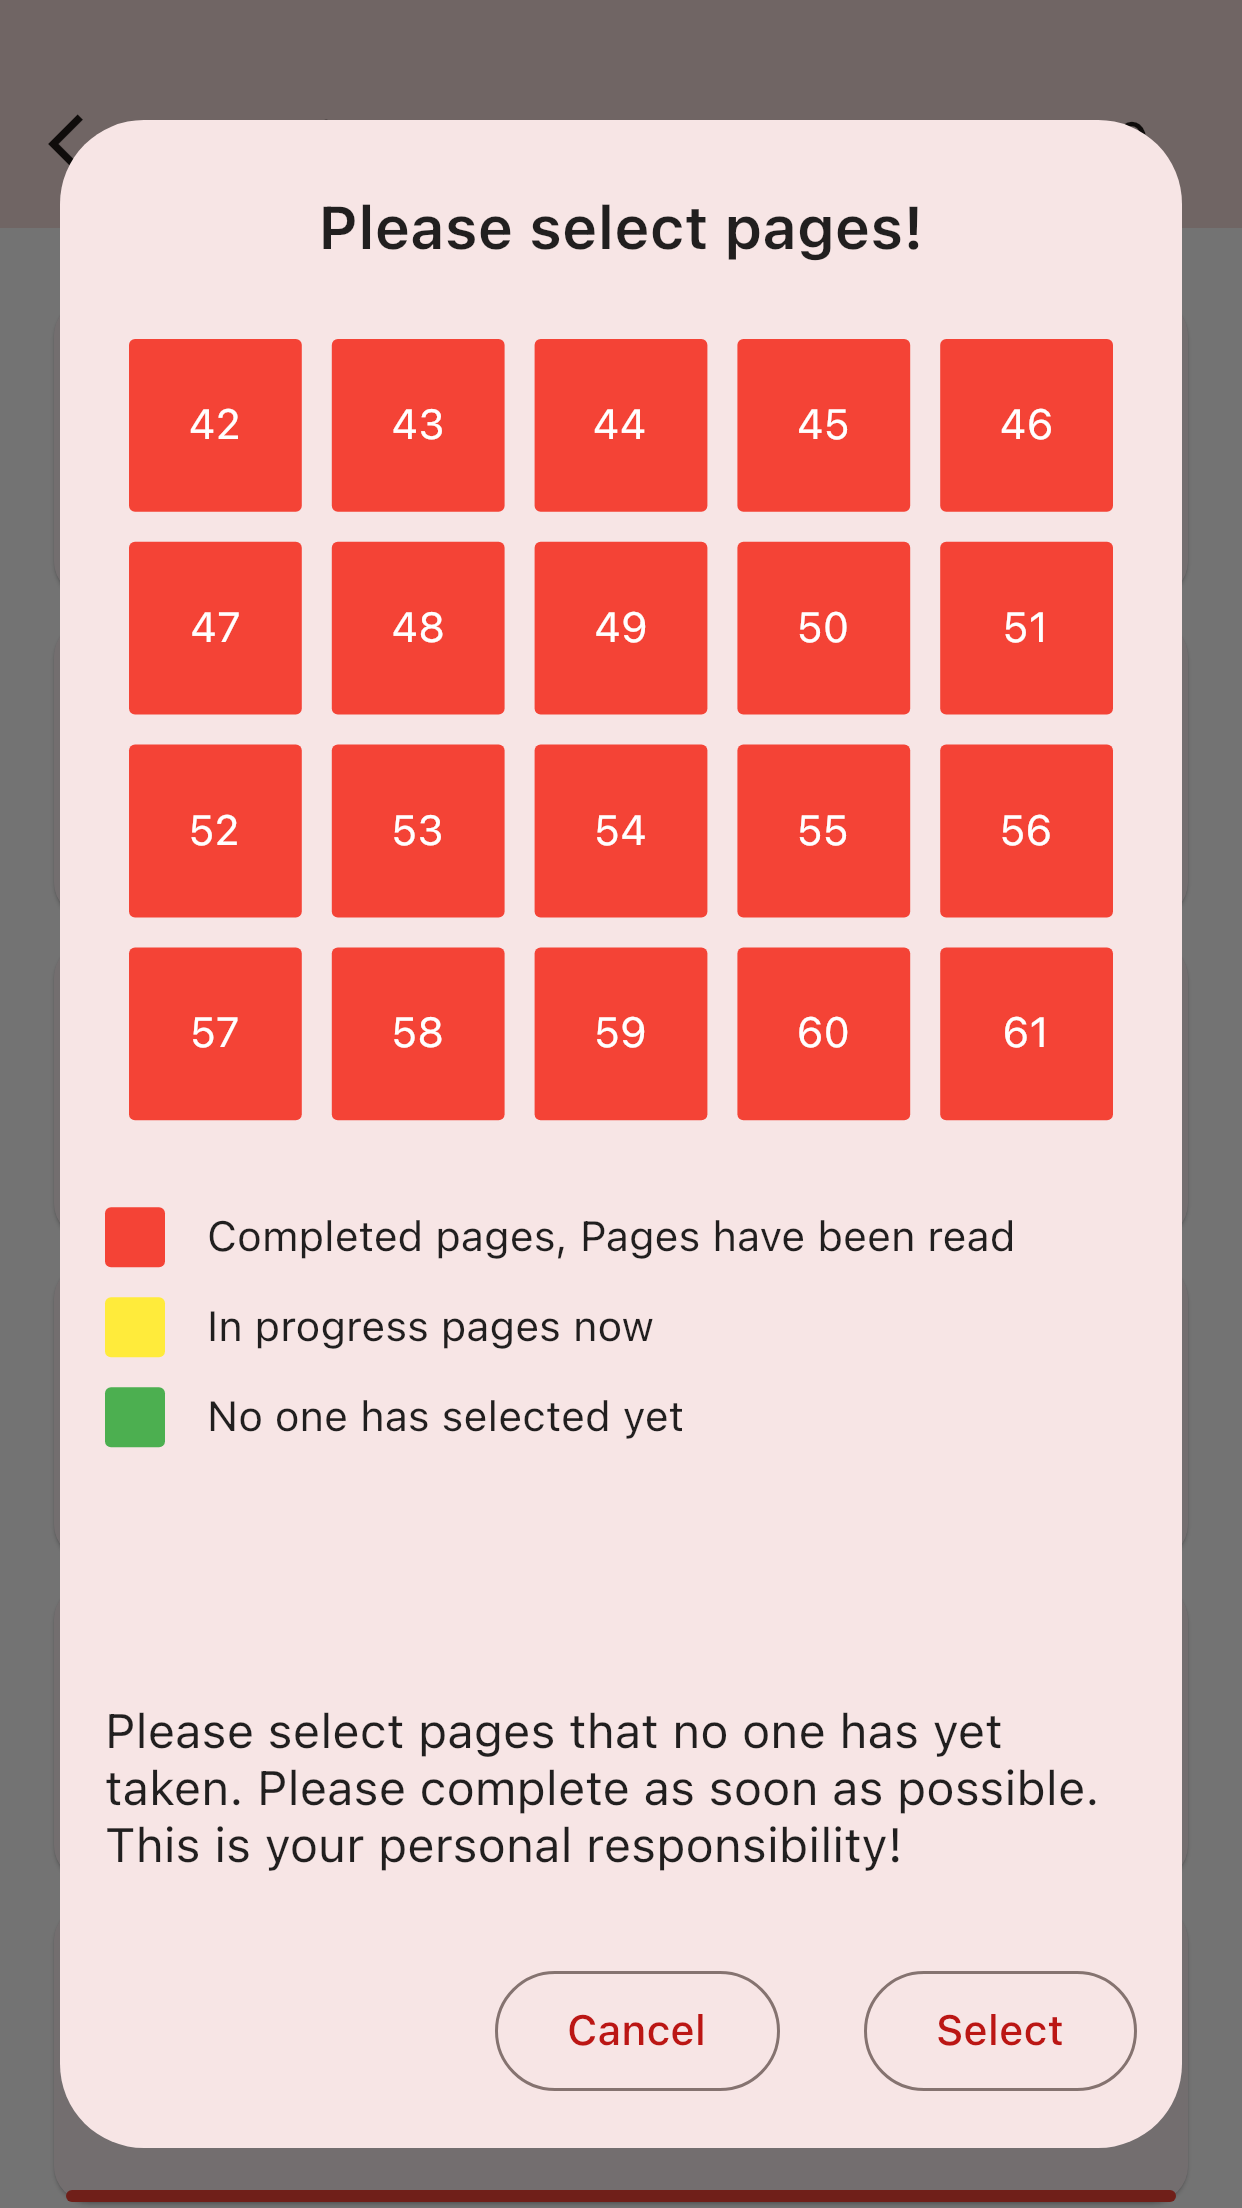 Please select pages!
42 43 44 45 46
47 48 49 50 51
52 53 54 55 56
57 58 59 60 61
Completed pages, Pages have been read
In progress pages now
No one has selected yet
Please select pages that no one has yet
taken. Please complete as soon as possible.
This is your personal responsibility!
Cancel Select